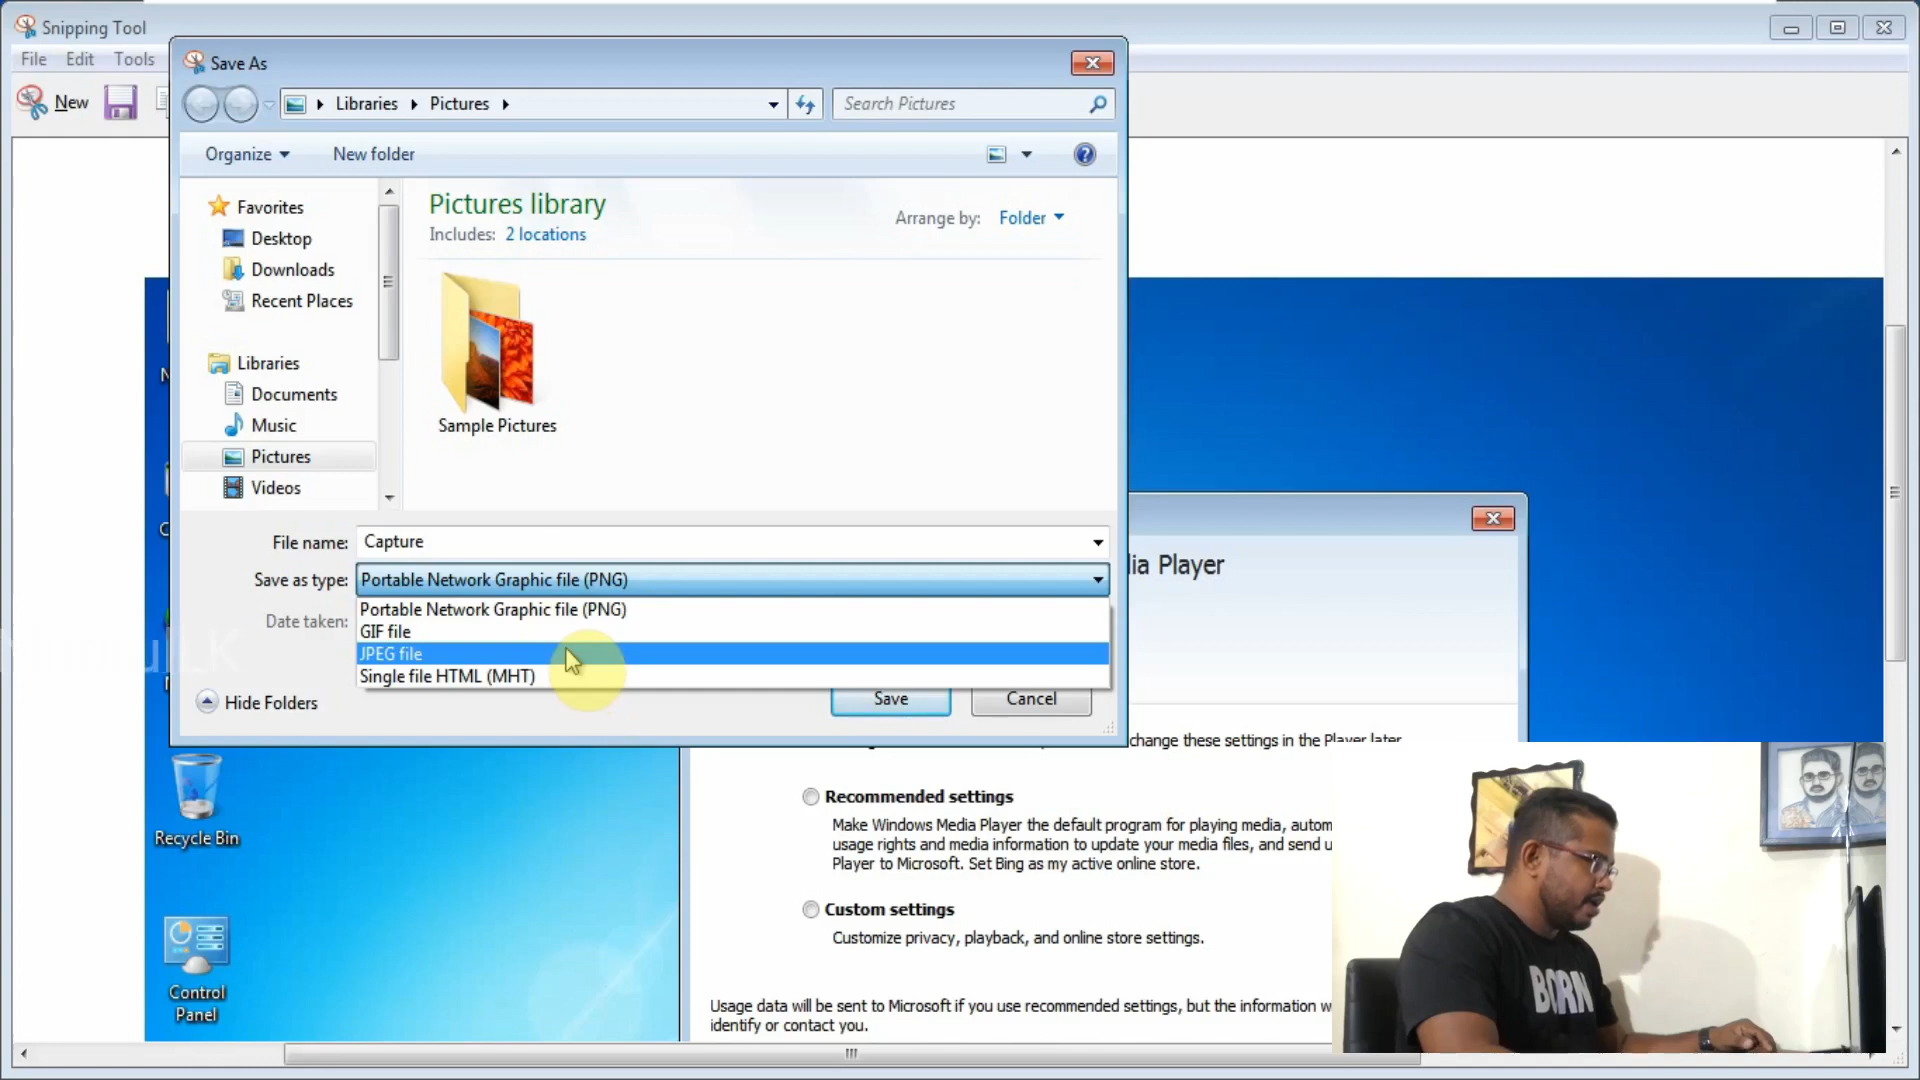 Snipping Tool
File Edit Tools
New
Save As
Libraries Pictures
Search Pictures
Organize New folder
Favorites
Desktop
Downloads
Recent Places
Libraries
Documents
Music
Pictures
Videos
Pictures library
Includes: 2 locations
Arrange by: Folder
Sample Pictures
File name: Capture
Save as type: Portable Network Graphic file (PNG)
Portable Network Graphic file (PNG)
GIF file
JPEG file
Single file HTML (MHT)
Date taken:
Hide Folders
Save Cancel
dia Player
change these settings in the Player later
Recommended settings
Make Windows Media Player the default program for playing media, autom
usage rights and media information to update your media files, and send u
Player to Microsoft. Set Bing as my active online store.
Custom settings
Customize privacy, playback, and online store settings.
Usage data will be sent to Microsoft if you use recommended settings, but the information w
identify or contact you.
Recycle Bin
Control
Panel
BORN